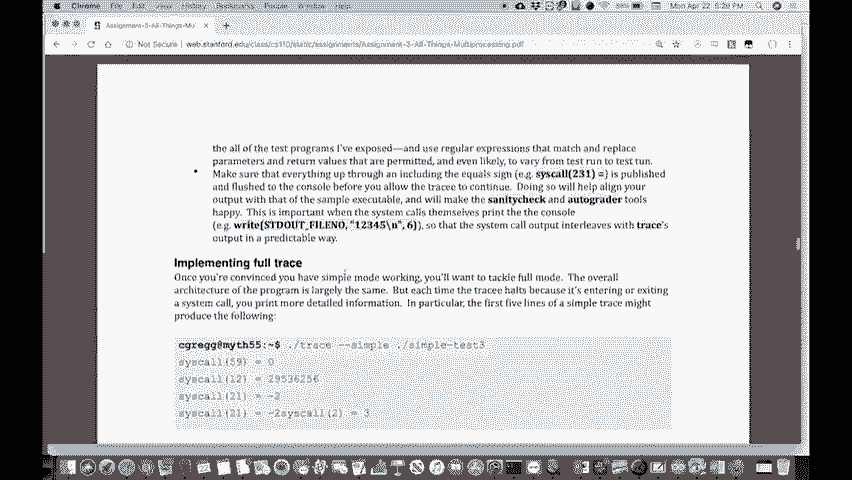 Chrome File Edit View History Bookmarks People Window Help
Mon Apr 22
Assignment-3-All-Things-Mul
Not Secure | web.stanford.edu/class/cs110/static/assignments/Assignment-3-All-Things-Multiprocessing.pdf
the all of the test programs I've exposed—and use regular expressions that match and replace
parameters and return values that are permitted, and even likely, to vary from test run to test run.
• Make sure that everything up through an including the equals sign (e.g. syscall(231) =) is published
and flushed to the console before you allow the tracee to continue. Doing so will help align your
output with that of the sample executable, and will make the sanitycheck and autograder tools
happy. This is important when the system calls themselves print the the console
(e.g. write(STDOUT_FILENO, "12345\n", 6)), so that the system call output interleaves with trace's
output in a predictable way.
Implementing full trace
Once you're convinced you have simple mode working, you'll want to tackle full mode. The overall
architecture of the program is largely the same. But each time the tracee halts because it's entering or exiting
a system call, you print more detailed information. In particular, the first five lines of a simple trace might
produce the following:
cgregg@myth55:~$ ./trace --simple ./simple-test3
syscall(59) = 0
syscall(12) = 29536256
syscall(21) = -2
syscall(21) = -2syscall(2) = 3